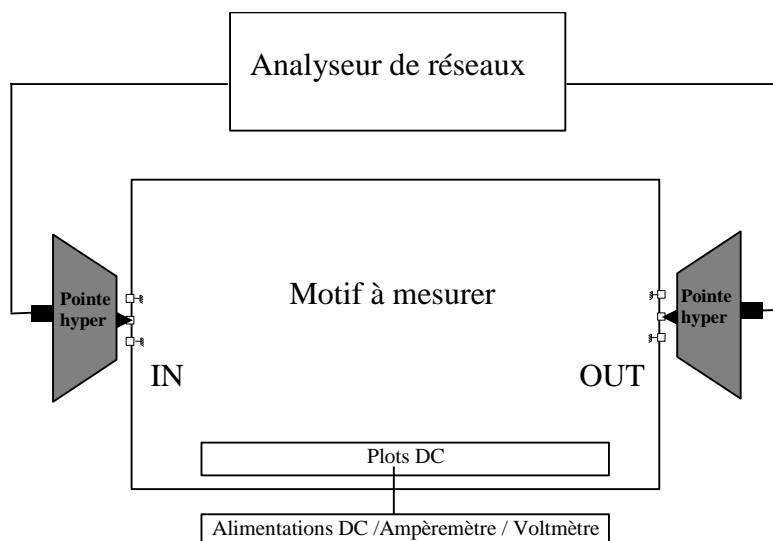 Analyseur de réseaux
Pointe
hyper
Motif à mesurer
Pointe
hyper
IN
OUT
Plots DC
Alimentations DC /Ampèremètre / Voltmètre